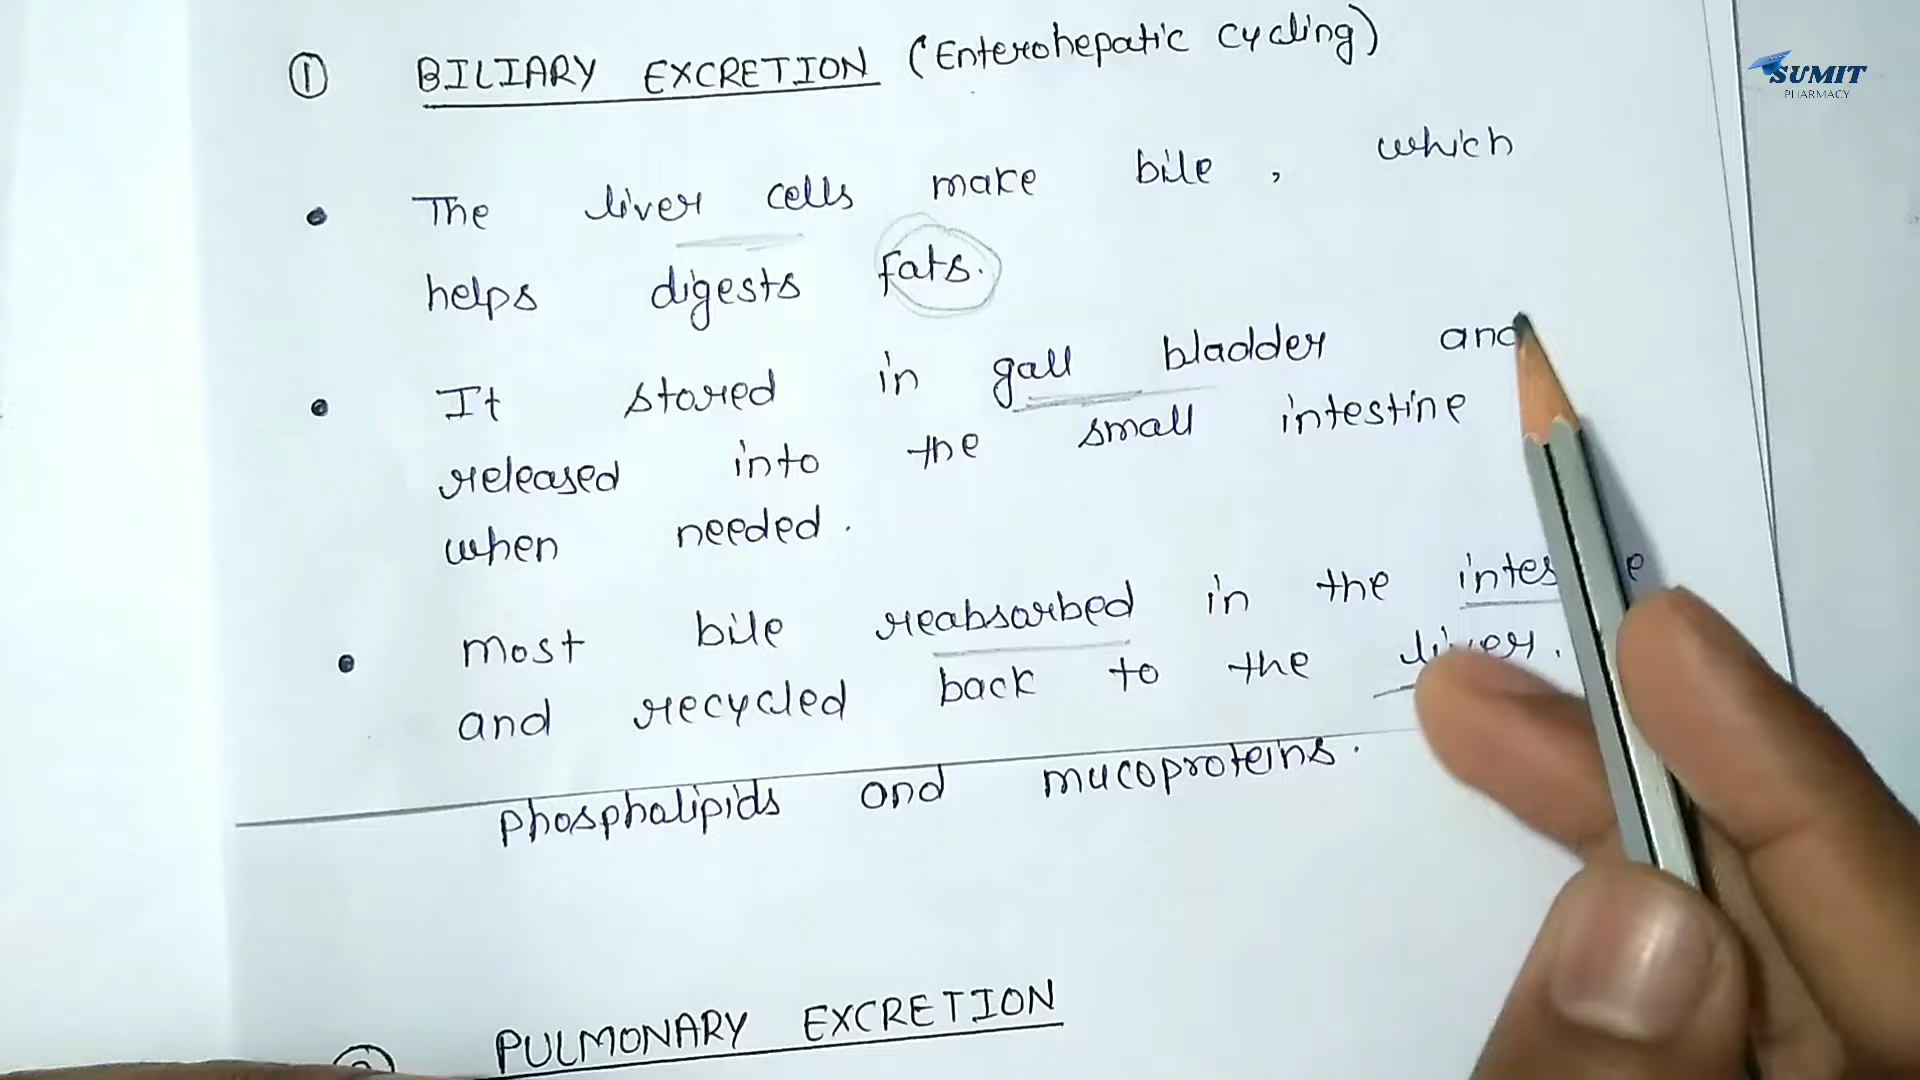 ① BILIARY EXCRETION (Enterohepatic cycling)
SUMIT
PHARMACY
• The liver cells make bile , which
helps digests fats.
• It stored in gall bladder and
released into the small intestine
when needed .
• most bile reabsorbed in the
and recycled back to the liver.
phosphalipids and mucoproteins.
PULMONARY EXCRETION